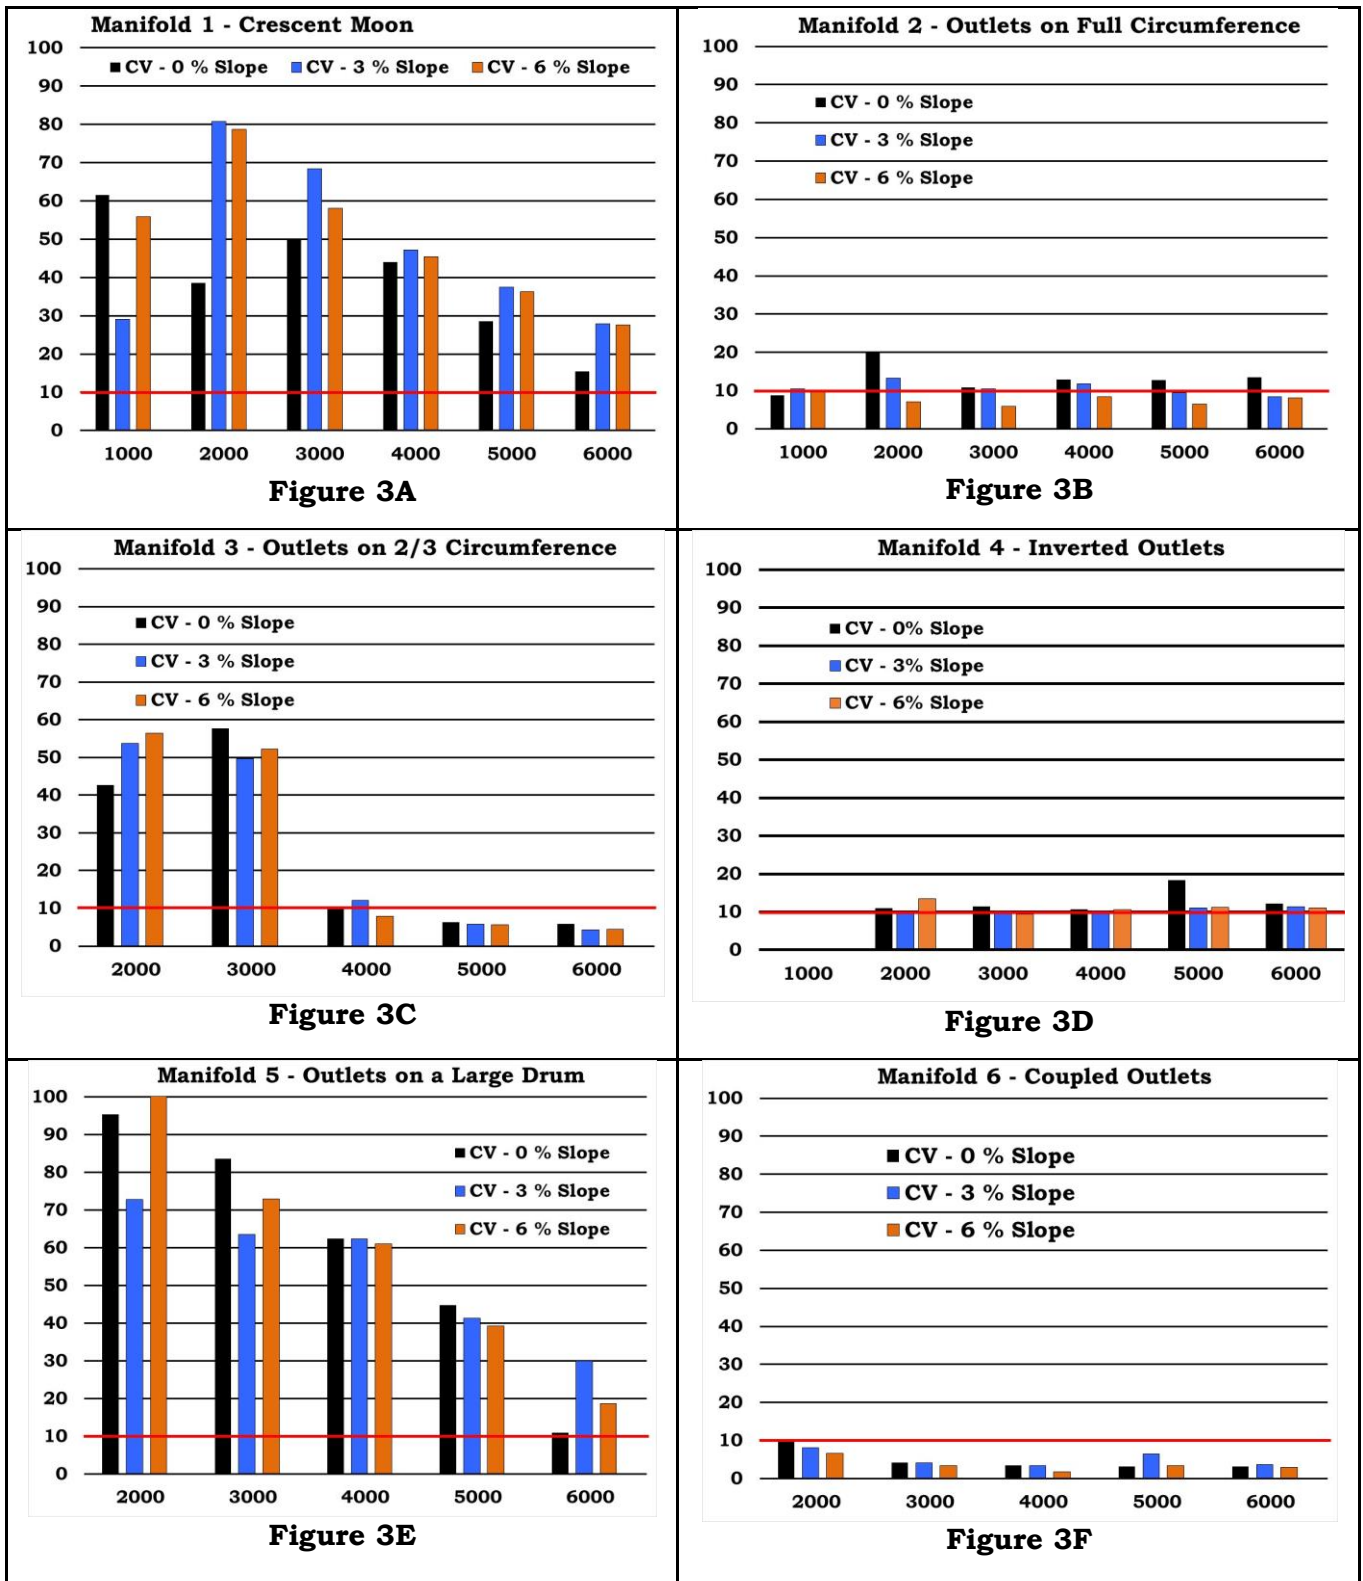 Manifold 1 - Crescent Moon
100
CV - 0 % Slope CV - 3 % Slope CV - 6 % Slope
90
80
70
60
50
40
30
20
10
0
1000 2000 3000 4000 5000 6000
Figure 3A
Manifold 2 - Outlets on Full Circumference
100
90
CV - 0 % Slope
80
CV - 3 % Slope
70
CV - 6 % Slope
60
50
40
30
20
10
0
1000 2000 3000 4000 5000 6000
Figure 3B
Manifold 3 - Outlets on 2/3 Circumference
100
90
CV - 0 % Slope
80
CV - 3 % Slope
70
CV - 6 % Slope
60
50
40
30
20
10
0
2000 3000 4000 5000 6000
Figure 3C
Manifold 4 - Inverted Outlets
100
90
CV - 0% Slope
80
CV - 3% Slope
70
CV - 6% Slope
60
50
40
30
20
10
0
1000 2000 3000 4000 5000 6000
Figure 3D
Manifold 5 - Outlets on a Large Drum
100
90
CV - 0 % Slope
80
CV - 3 % Slope
70
CV - 6 % Slope
60
50
40
30
20
10
0
2000 3000 4000 5000 6000
Figure 3E
Manifold 6 - Coupled Outlets
100
90
CV - 0 % Slope
80
CV - 3 % Slope
70
CV - 6 % Slope
60
50
40
30
20
10
0
2000 3000 4000 5000 6000
Figure 3F